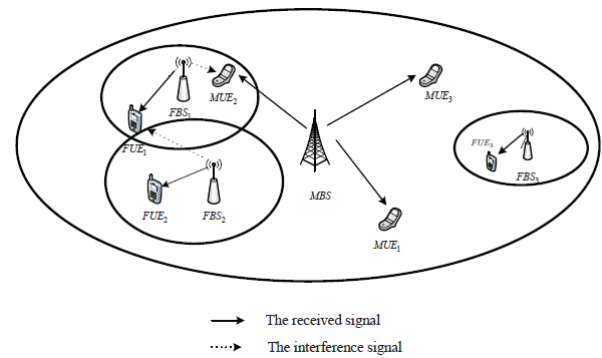 MUE2
MUE3
FBS1
FUE1
FUE3
FBS3
FUE2
FBS2
MBS
MUE1
The received signal
The interference signal